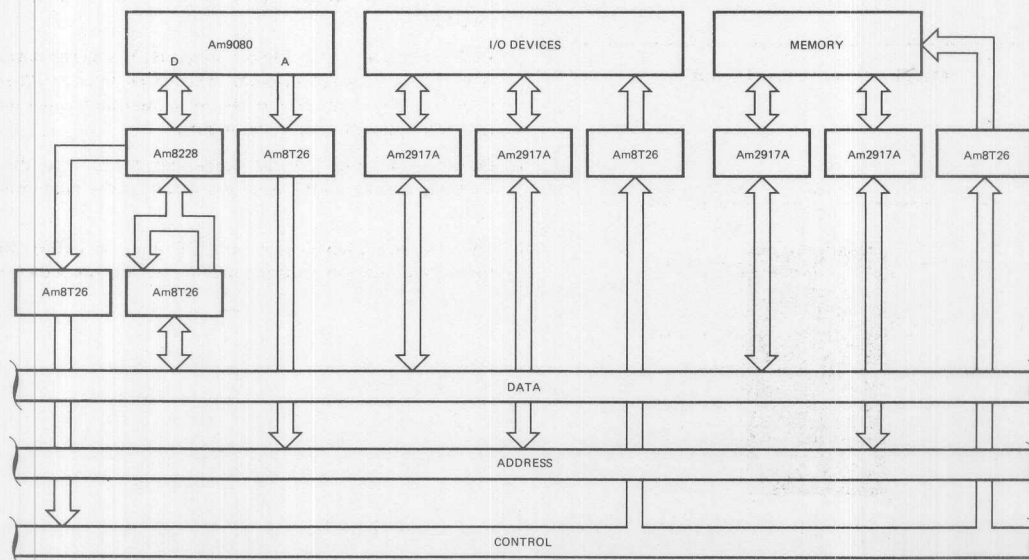 Am9080
D
A
I/O DEVICES
MEMORY
Am8228
Am8T26
Am2917A
Am2917A
Am8T26
Am2917A
Am2917A
Am8T26
Am8T26
Am8T26
DATA
ADDRESS
CONTROL